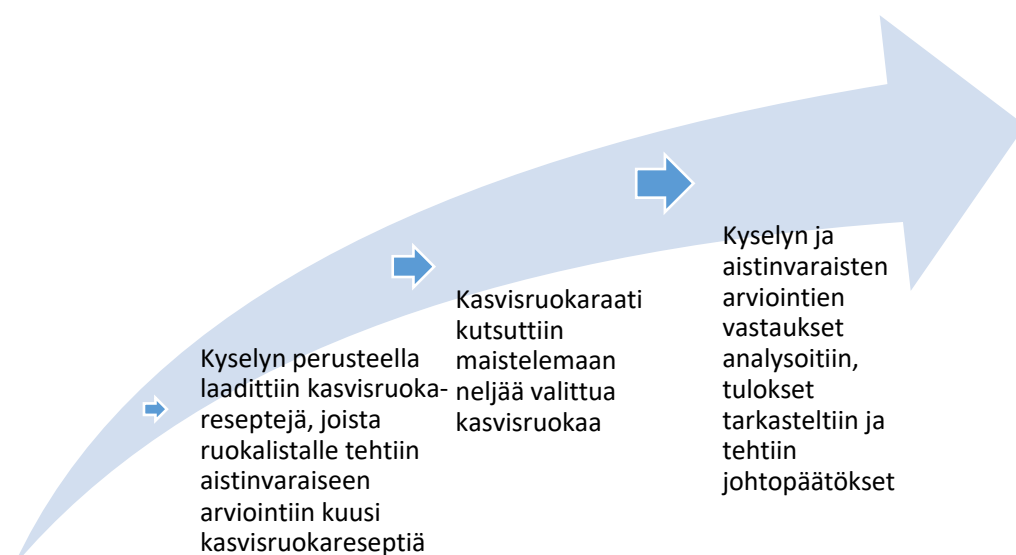 Kyselyn perusteella
laadittiin kasvisruoka-
reseptejä, joista
ruokalistalle tehtiin
aistinvaraiseen
arviointiin kuusi
kasvisruokareseptiä
Kasvisruokaraati
kutsuttiin
maistelemaan
neljää valittua
kasvisruokaa
Kyselyn ja
aistinvaraisten
arviointien
vastaukset
analysoitiin,
tulokset
tarkasteltiin ja
tehtiin
johtopäätökset